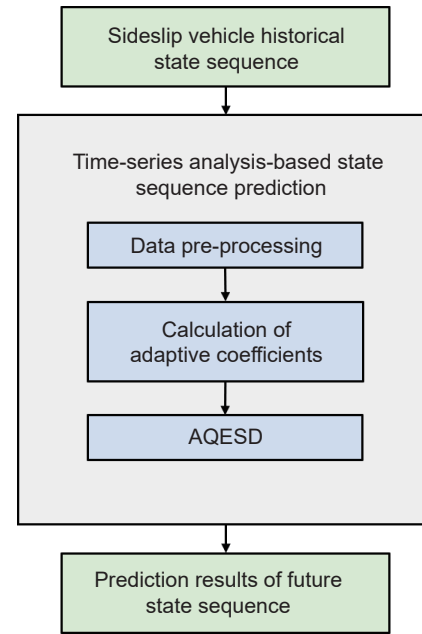 Sideslip vehicle historical
state sequence
Time-series analysis-based state
sequence prediction
Data pre-processing
Calculation of
adaptive coefficients
AQESD
Prediction results of future
state sequence